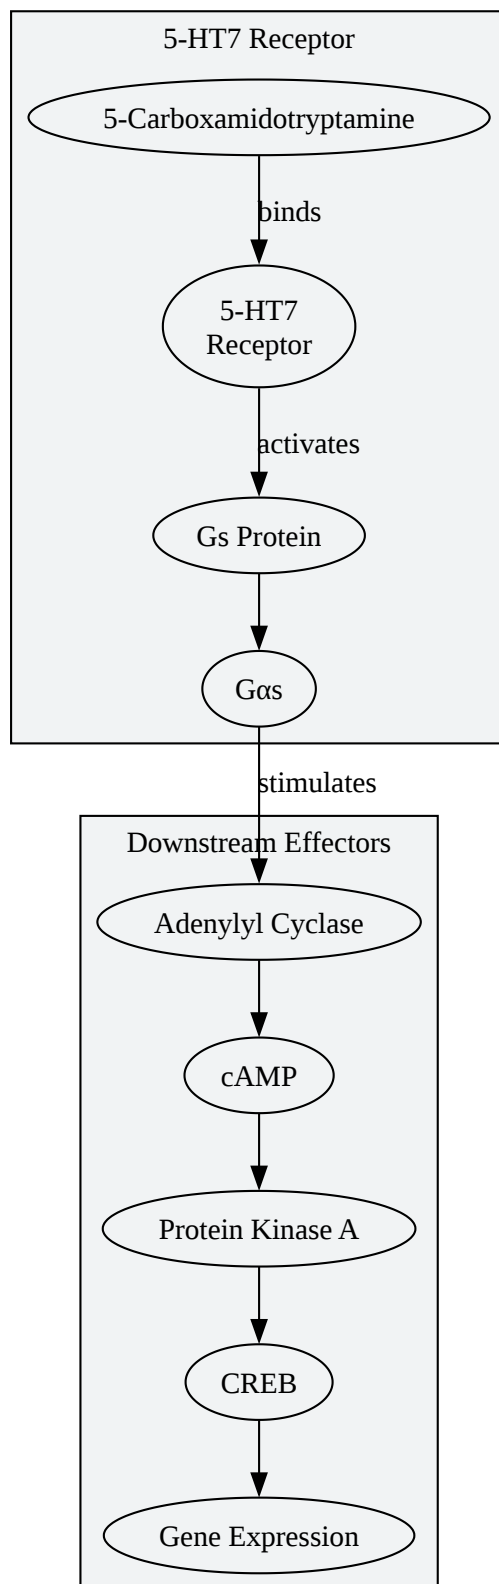 5-HT7 Receptor
5-Carboxamidotryptamine
binds
5-HT7
Receptor
activates
Gs Protein
Gαs
stimulates
Downstream Effectors
Adenylyl Cyclase
cAMP
Protein Kinase A
CREB
Gene Expression